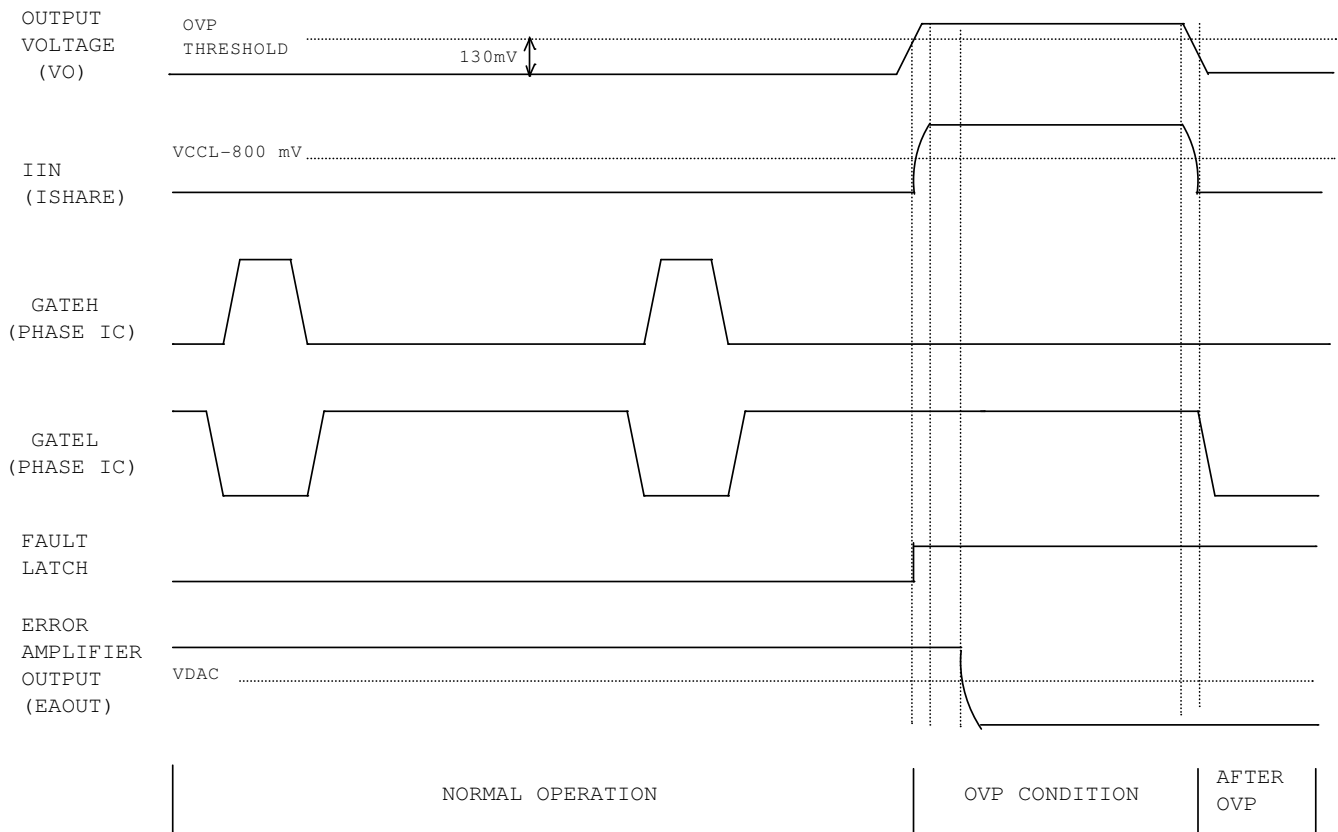 OUTPUT
VOLTAGE
(VO)
OVP
THRESHOLD
130mV
IIN
(ISHARE)
VCCL-800 mV
GATEH
(PHASE IC)
GATEL
(PHASE IC)
FAULT
LATCH
ERROR
AMPLIFIER
OUTPUT
(EAOUT)
VDAC
NORMAL OPERATION
OVP CONDITION
AFTER
OVP